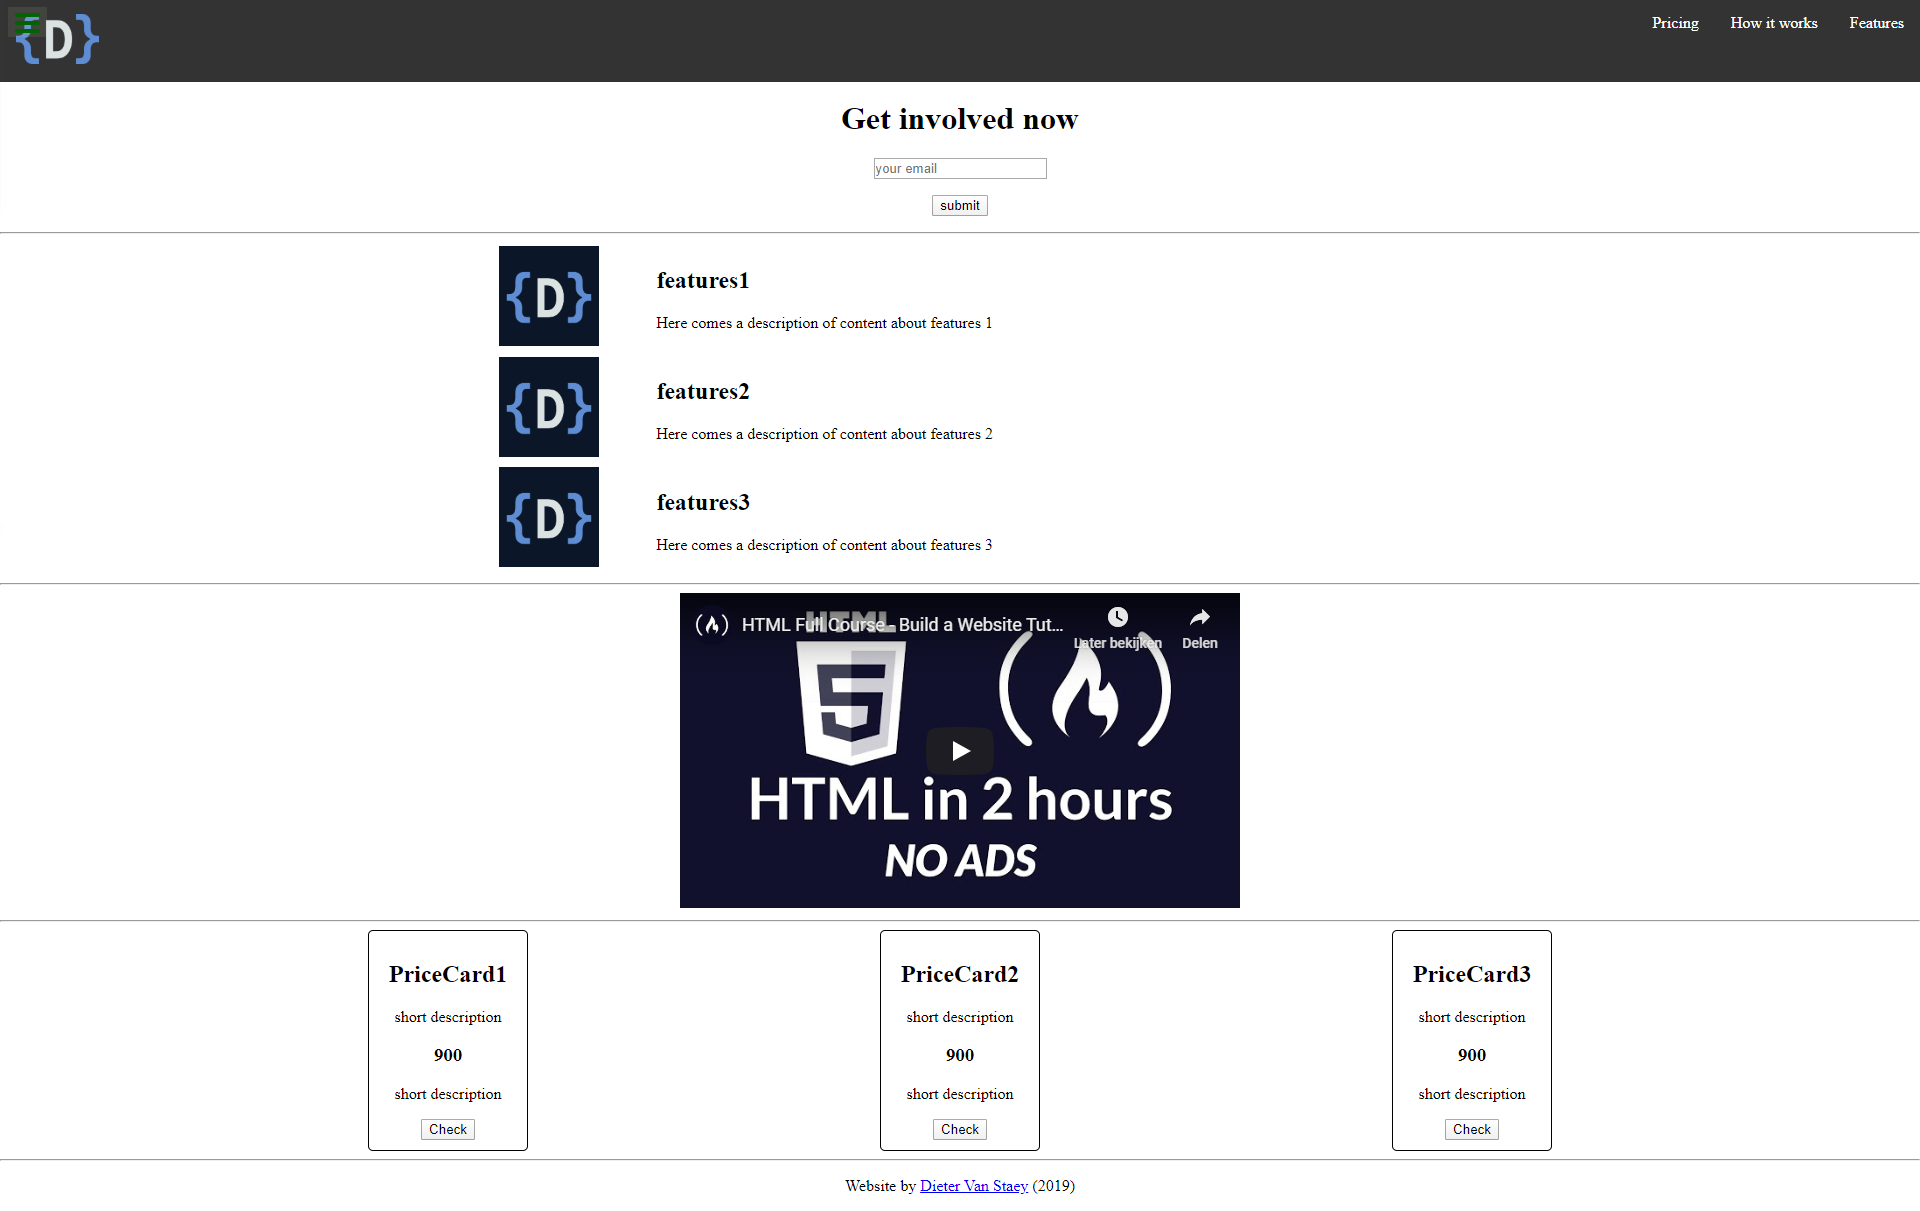 {D}
Pricing How it works Features
Get involved now
your email
submit
{D}
features1
Here comes a description of content about features 1
{D}
features2
Here comes a description of content about features 2
{D}
features3
Here comes a description of content about features 3
HTML
HTML Full Course - Build a Website Tut...
Later bekijken
Delen
5
HTML in 2 hours
NO ADS
PriceCard1
short description
900
short description
Check
PriceCard2
short description
900
short description
Check
PriceCard3
short description
900
short description
Check
Website by Dieter Van Staey (2019)